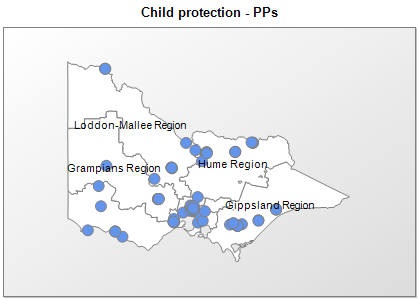 Child protection - PPs
Loddon-Mallee Region
Grampians Region
Hume Region
Gippsland Region